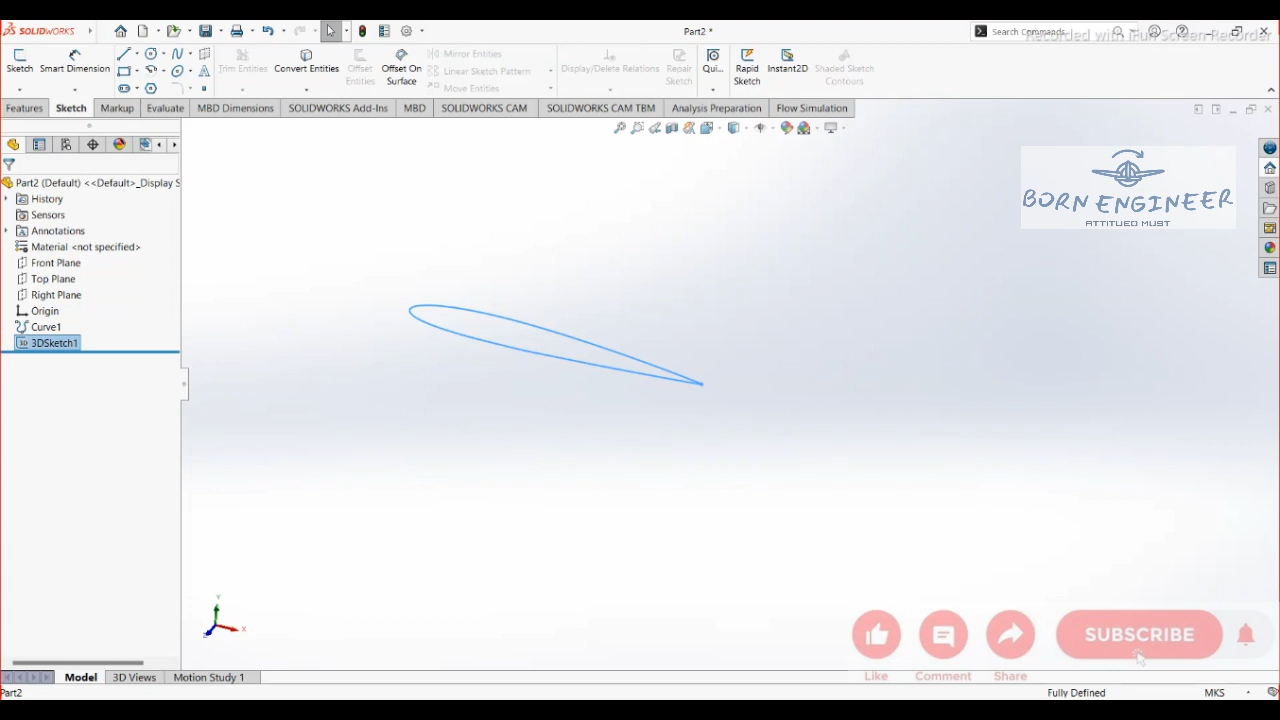 SOLIDWORKS
Part2 *
Search Commands
Recorded with iFun Screen Recorder
Sketch
Smart Dimension
Trim Entities
Convert Entities
Offset Entities
Offset On Surface
Mirror Entities
Linear Sketch Pattern
Move Entities
Display/Delete Relations
Repair Sketch
Qui...
Rapid Sketch
Instant2D
Shaded Sketch Contours
Features
Sketch
Markup
Evaluate
MBD Dimensions
SOLIDWORKS Add-Ins
MBD
SOLIDWORKS CAM
SOLIDWORKS CAM TBM
Analysis Preparation
Flow Simulation
Part2 (Default) <<Default>_Display S
History
Sensors
Annotations
Material <not specified>
Front Plane
Top Plane
Right Plane
Origin
Curve1
3D 3DSketch1
BORN ENGINEER
ATTITUED MUST
Y
X
Z
SUBSCRIBE
Like
Comment
Share
Model
3D Views
Motion Study 1
Part2
Fully Defined
MKS